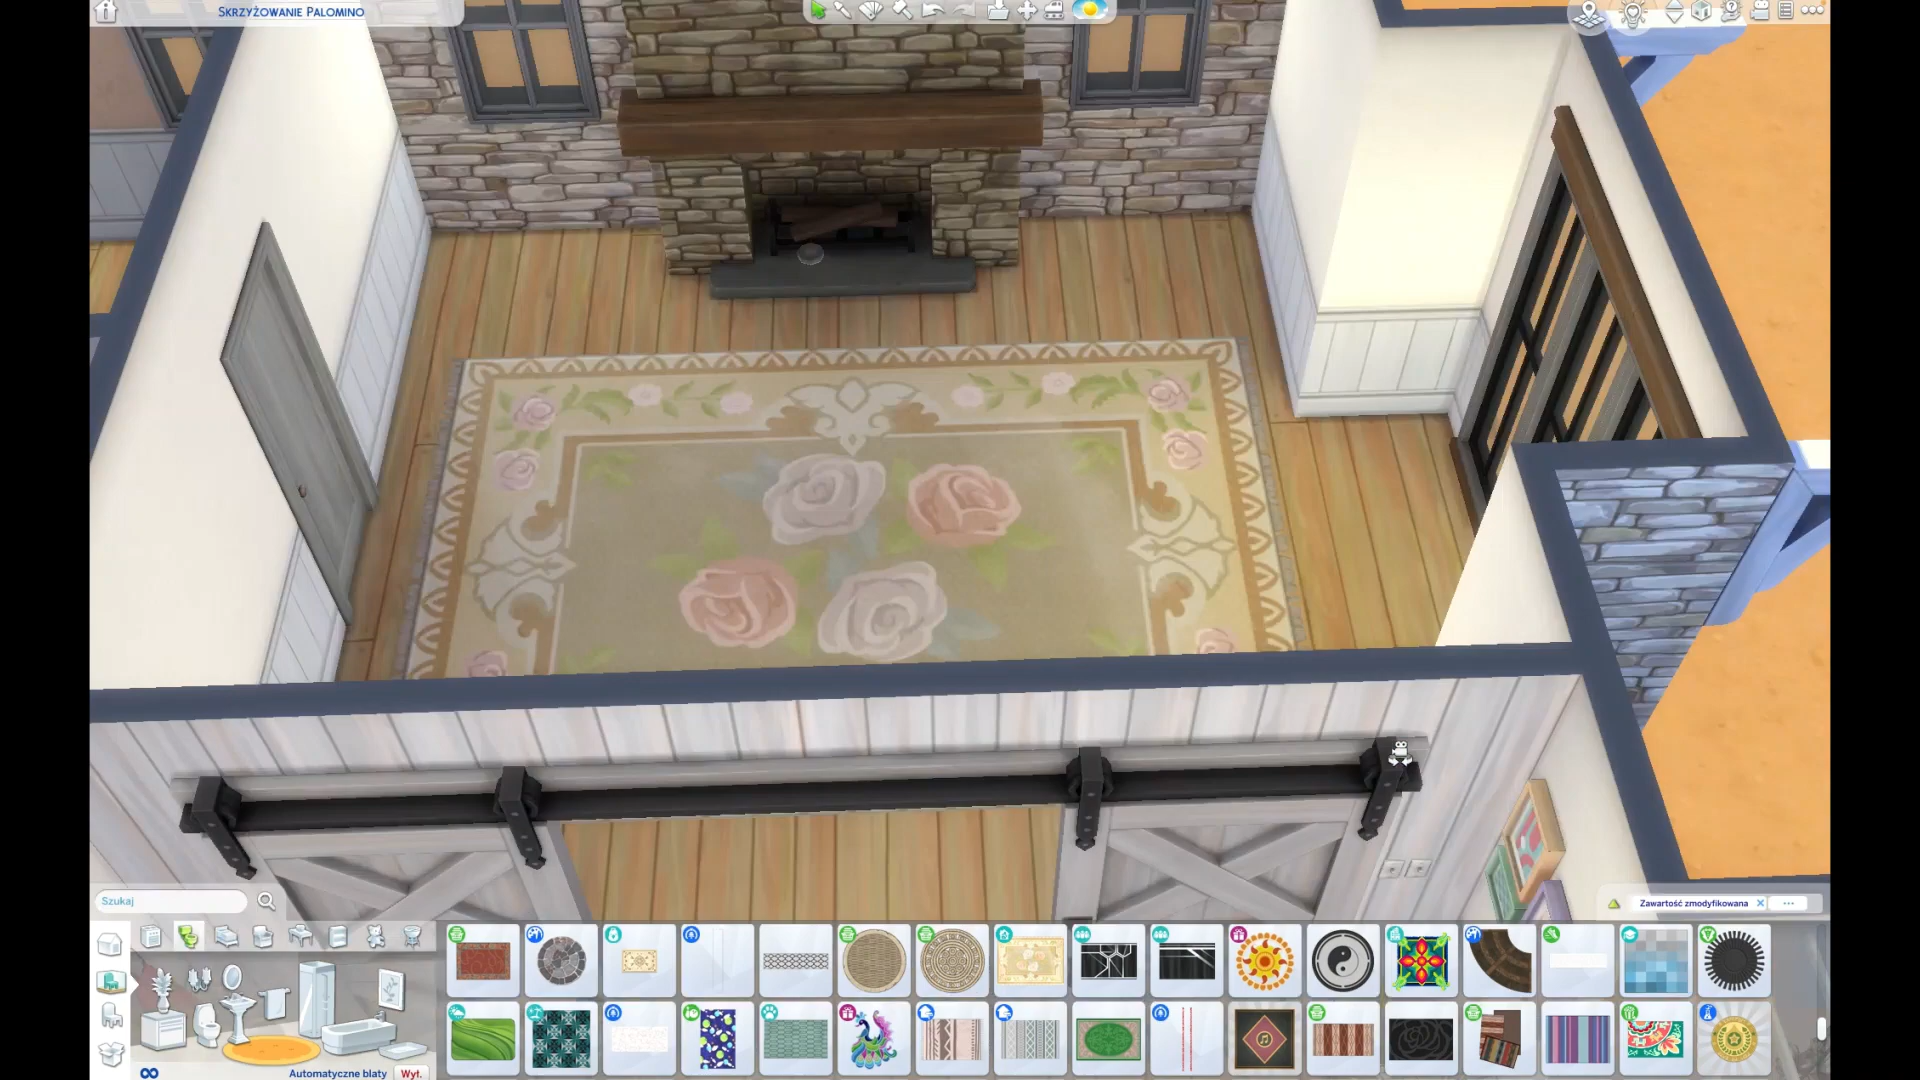 Skrzyżowanie Palomino
Szukaj
Zawartość zmodyfikowana
Automatyczne blaty
Wył.